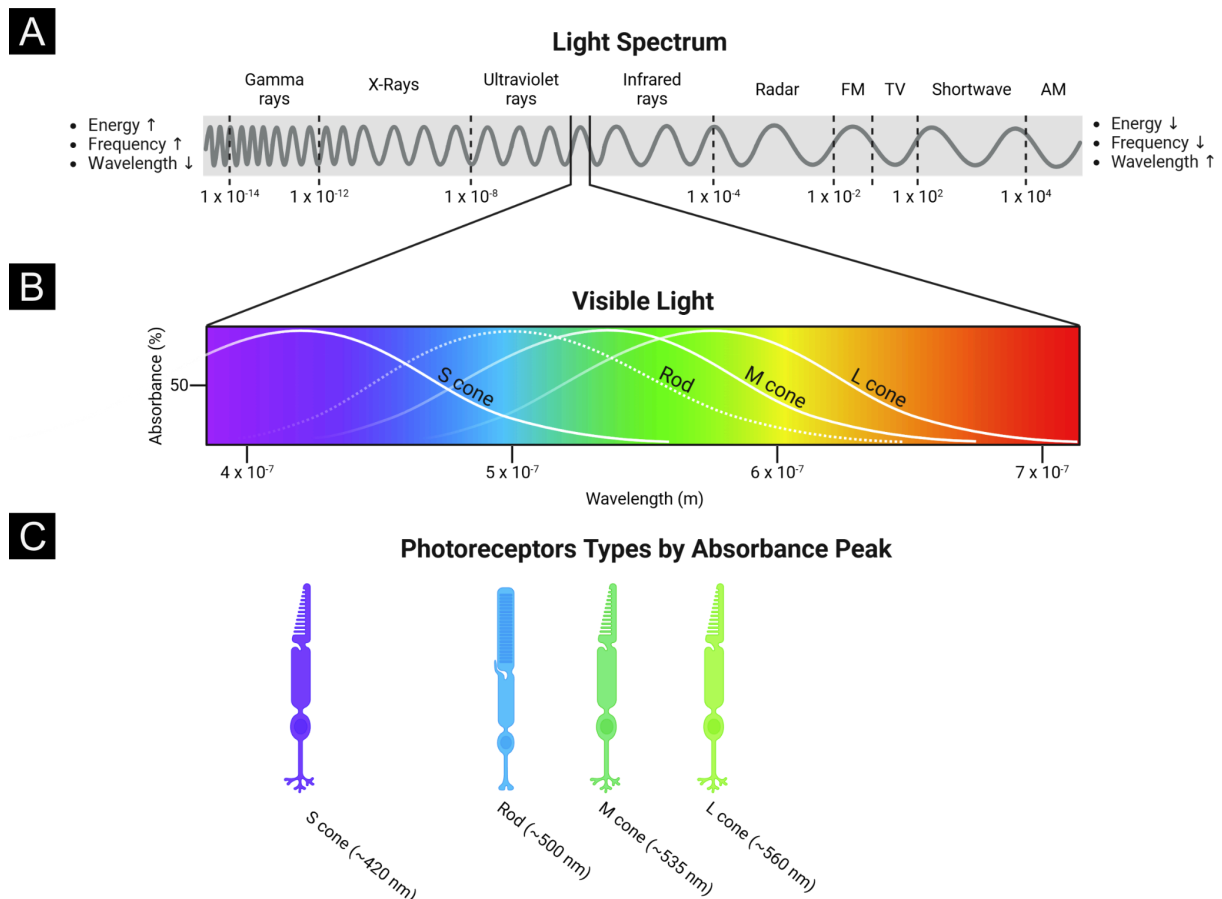 A
Light Spectrum
Gamma
rays
X-Rays
Ultraviolet
rays
Infrared
rays
Radar
FM
TV
Shortwave
AM
• Energy ↑
• Frequency ↑
• Wavelength ↓
• Energy ↓
• Frequency ↓
• Wavelength ↑
1 x 10⁻¹⁴
1 x 10⁻¹²
1 x 10⁻⁸
1 x 10⁻⁴
1 x 10⁻²
1 x 10²
1 x 10⁴
B
Visible Light
Absorbance (%)
50
S cone
Rod
M cone
L cone
4 x 10⁻⁷
5 x 10⁻⁷
6 x 10⁻⁷
7 x 10⁻⁷
Wavelength (m)
C
Photoreceptors Types by Absorbance Peak
S cone (~420 nm)
Rod (~500 nm)
M cone (~535 nm)
L cone (~560 nm)